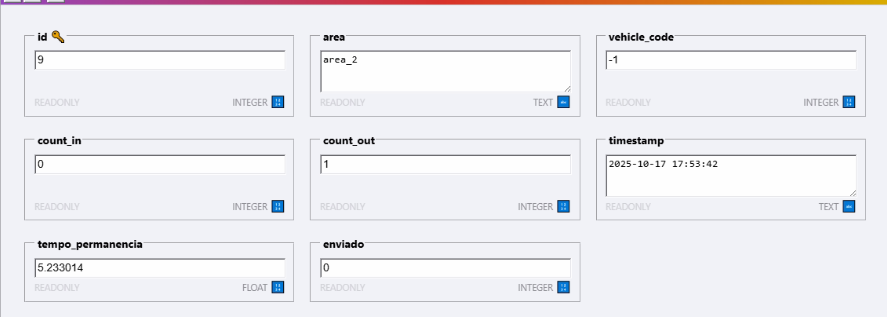 id
9
READONLY INTEGER
area
area_2
READONLY TEXT
vehicle_code
-1
READONLY INTEGER
count_in
0
READONLY INTEGER
count_out
1
READONLY INTEGER
timestamp
2025-10-17 17:53:42
READONLY TEXT
tempo_permanencia
5.233014
READONLY FLOAT
enviado
0
READONLY INTEGER